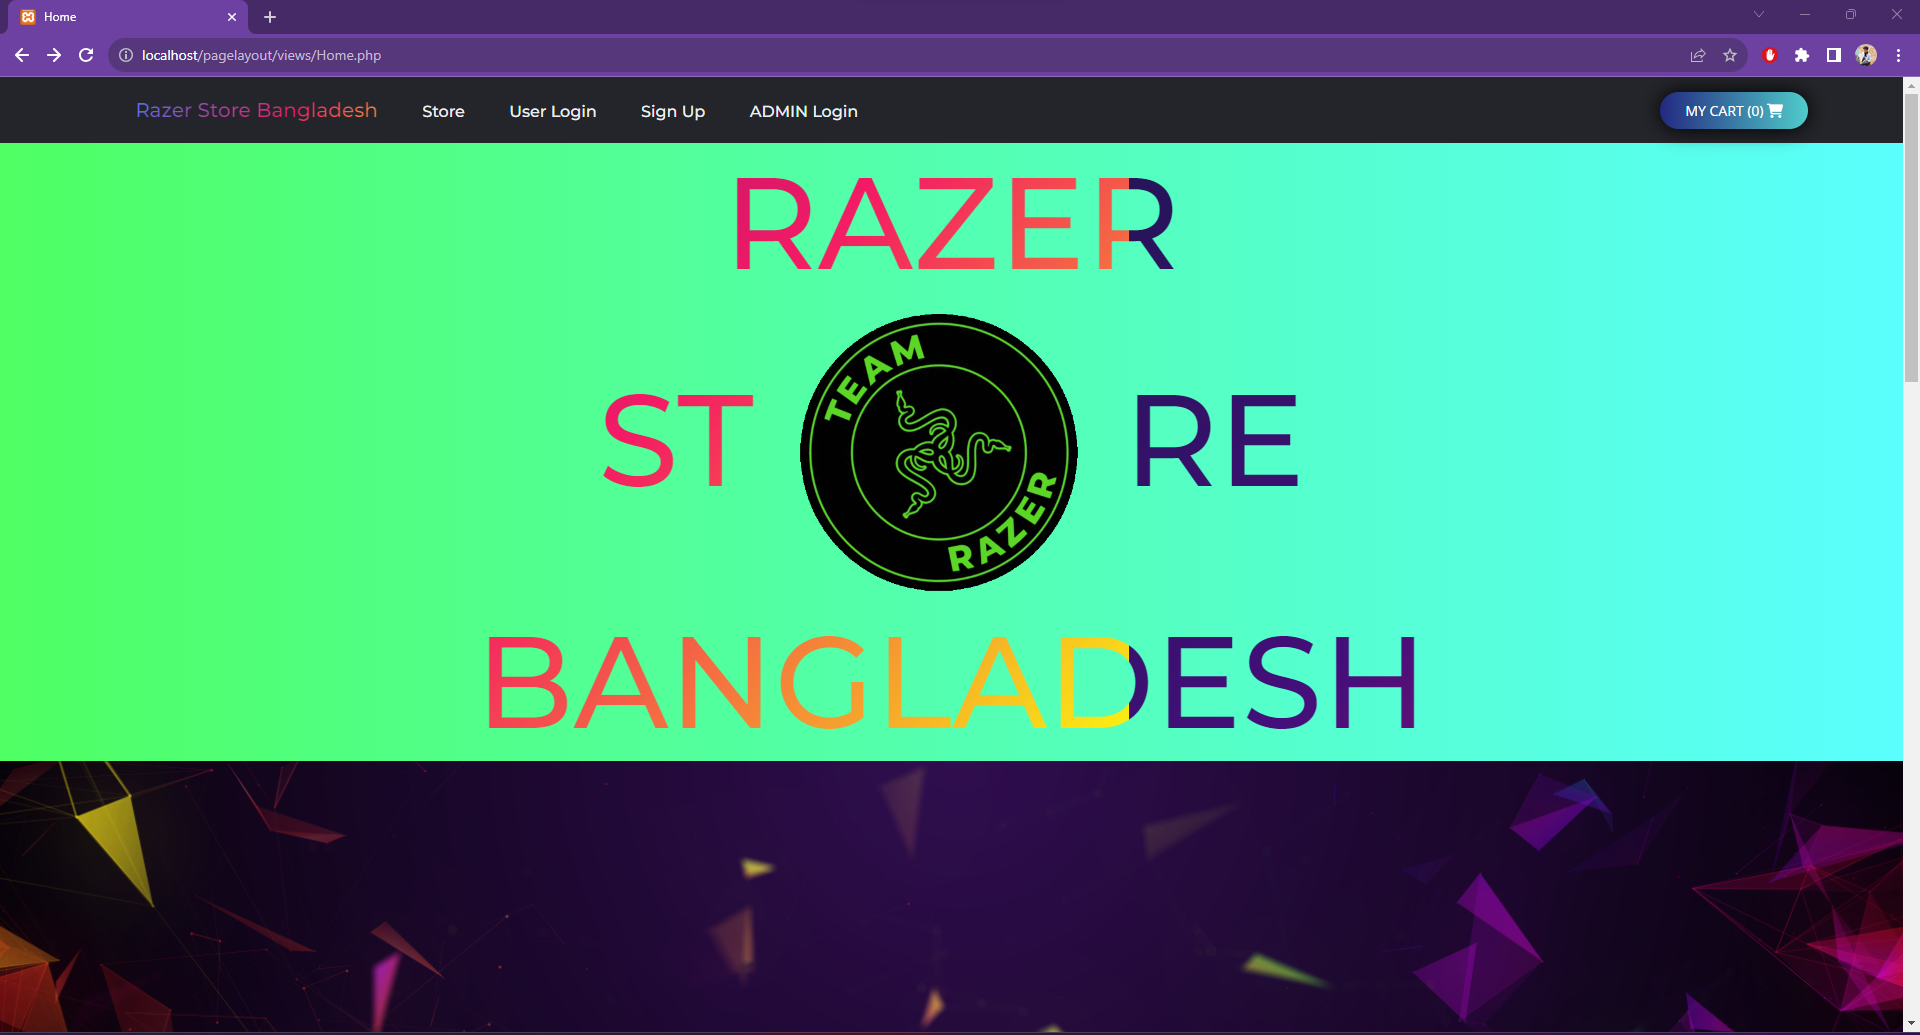 Home
localhost/pagelayout/views/Home.php
Razer Store Bangladesh Store User Login Sign Up ADMIN Login MY CART (0)
RAZER
ST RE
TEAM
RAZER
BANGLADESH